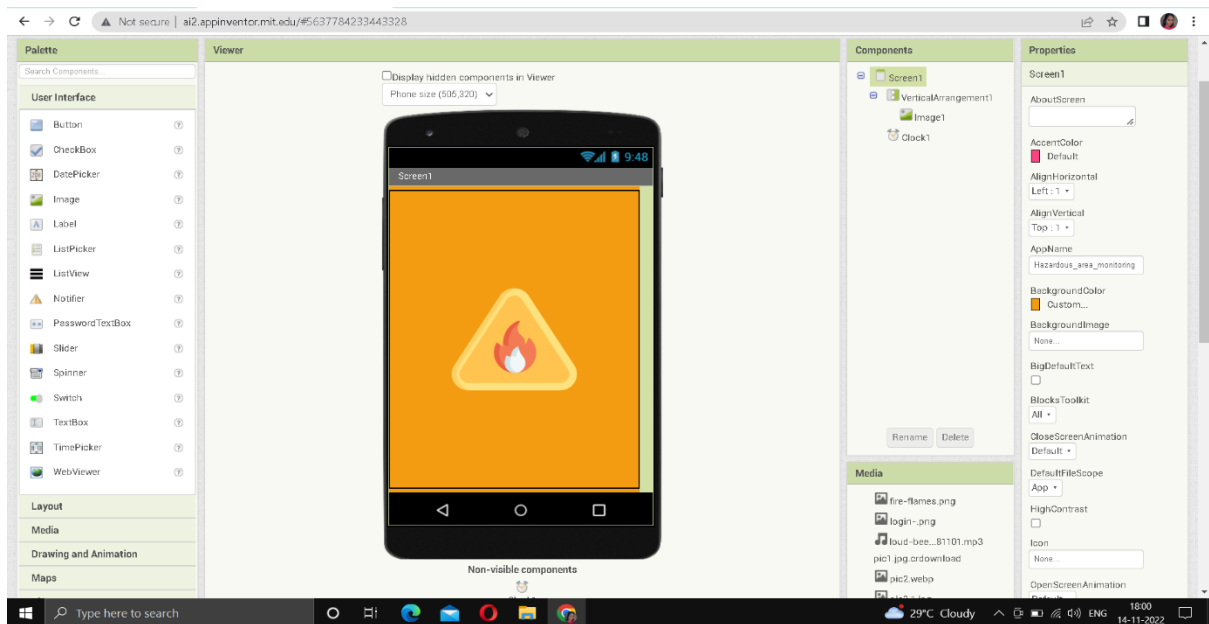 Not secure | ai2.appinventor.mit.edu/#5637784233443328
Palette
Search Components...
User Interface
Button
CheckBox
DatePicker
Image
Label
ListPicker
ListView
Notifier
PasswordTextBox
Slider
Spinner
Switch
TextBox
TimePicker
WebViewer
Layout
Media
Drawing and Animation
Maps
Viewer
Display hidden components in Viewer
Phone size (505,320)
9:48
Screen1
Non-visible components
Components
Screen1
VerticalArrangement1
Image1
Clock1
Rename Delete
Media
fire-flames.png
login-.png
loud-bee...81101.mp3
pic1.jpg.crdownload
pic2.webp
Properties
Screen1
AboutScreen
AccentColor
Default
AlignHorizontal
Left : 1
AlignVertical
Top : 1
AppName
Hazardous_area_monitoring
BackgroundColor
Custom...
BackgroundImage
None...
BigDefaultText
BlocksToolkit
All
CloseScreenAnimation
Default
DefaultFileScope
App
HighContrast
Icon
None...
OpenScreenAnimation
Type here to search
29°C Cloudy
ENG
18:00
14-11-2022